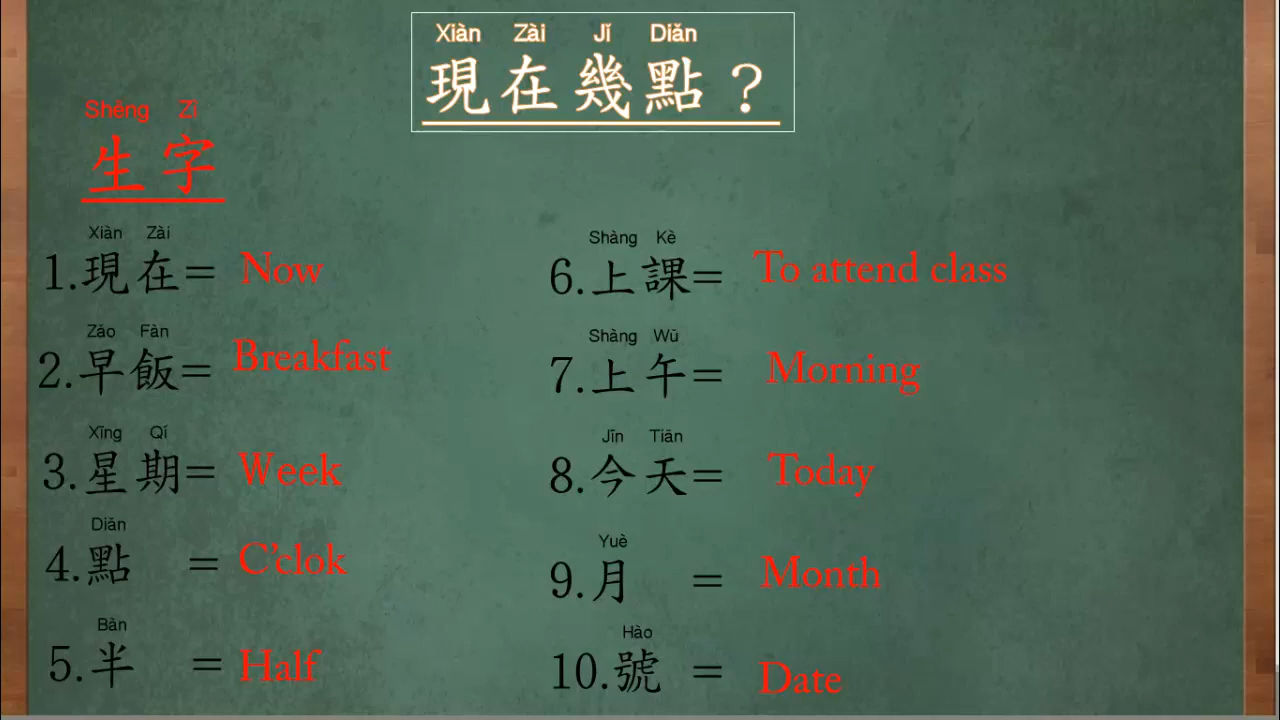 Xiàn Zài Jǐ Diǎn
現在幾點？
Shēng Zì
生字
Xiàn Zài
1.現在= Now
Zǎo Fàn
2.早飯= Breakfast
Xīng Qí
3.星期= Week
Diǎn
4.點 = C'clok
Bàn
5.半 = Half
Shàng Kè
6.上課= To attend class
Shàng Wǔ
7.上午= Morning
Jīn Tiān
8.今天= Today
Yuè
9.月 = Month
Hào
10.號 = Date